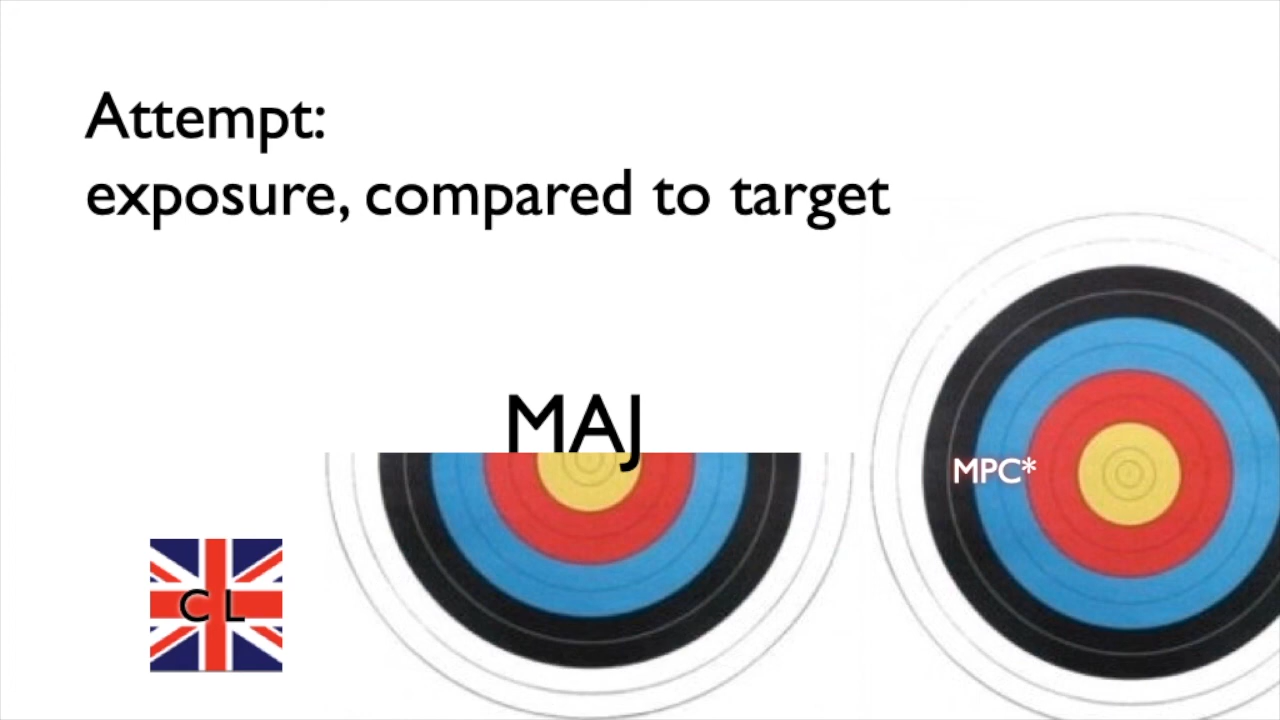 Attempt:
exposure, compared to target
MAJ
MPC*
C L